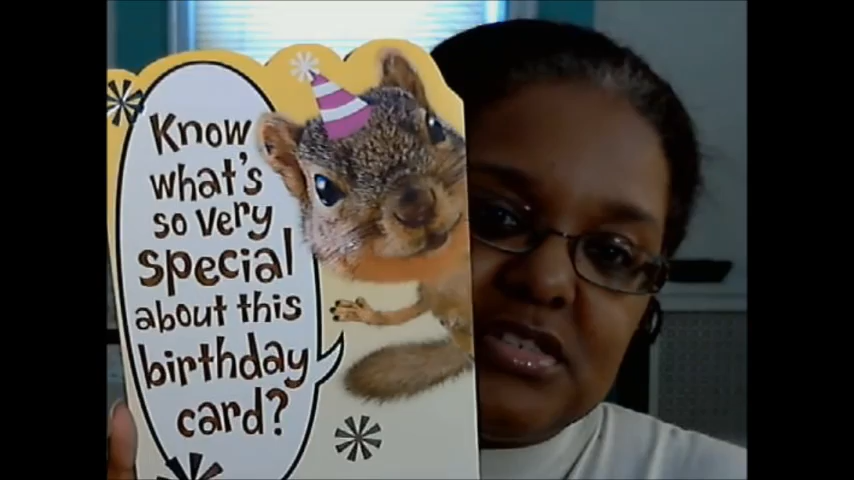 Know
what's
so very
special
about this
birthday
card?